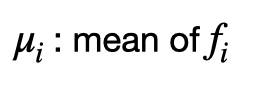 μᵢ : mean of fᵢ